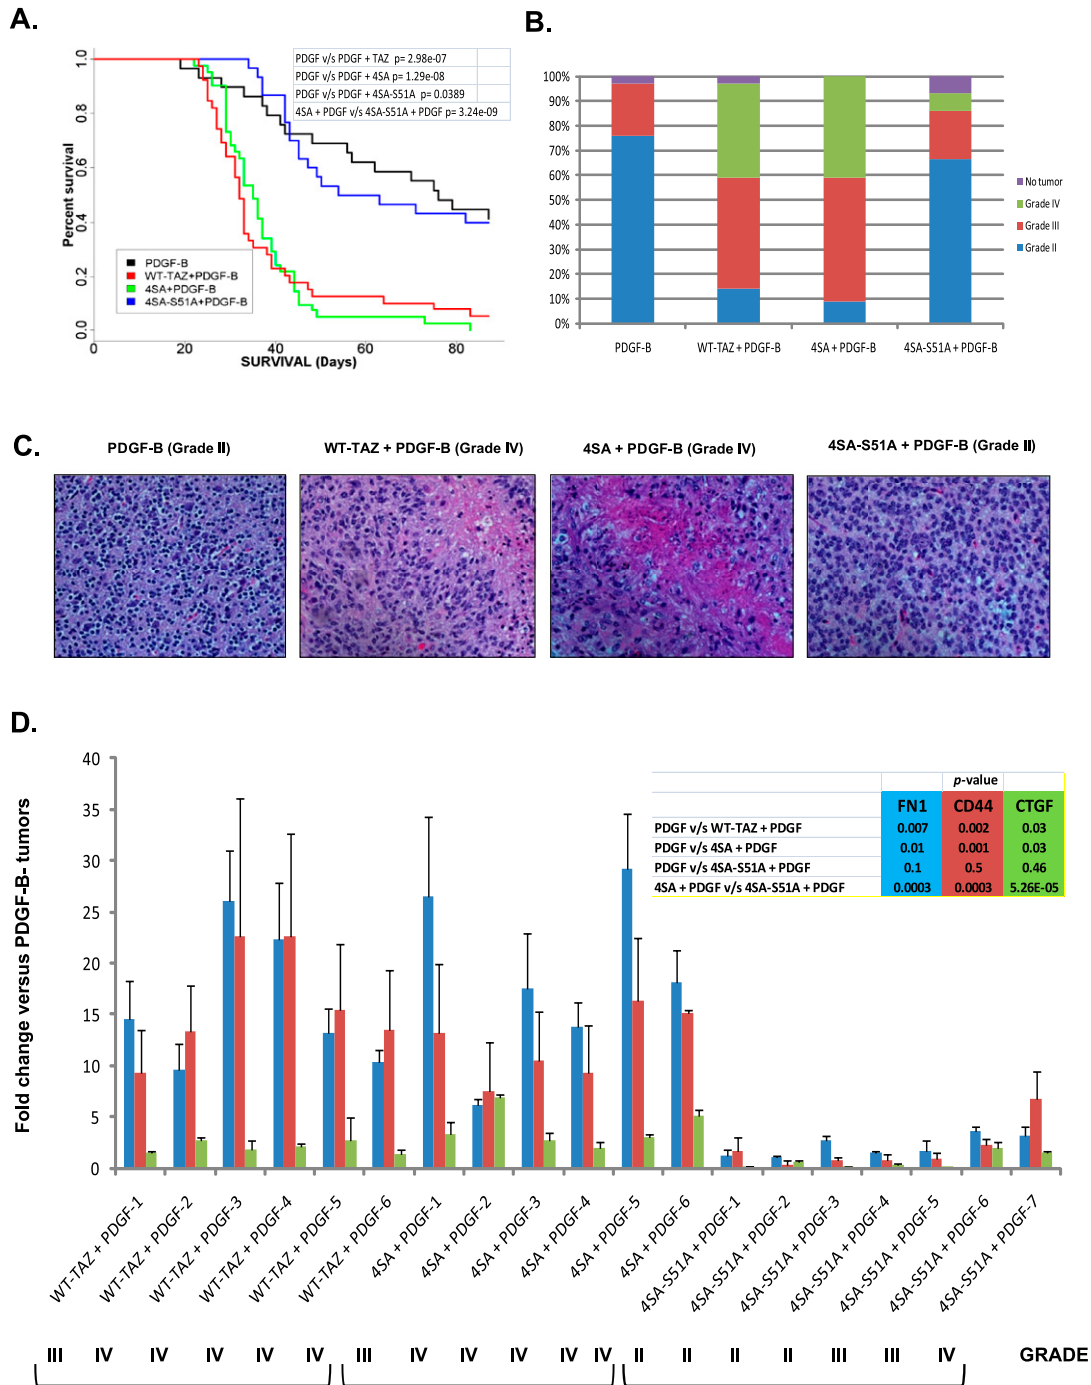 A.
PDGF v/s PDGF + TAZ p= 2.98e-07
PDGF v/s PDGF + 4SA p= 1.29e-08
PDGF v/s PDGF + 4SA-S51A p= 0.0389
4SA + PDGF v/s 4SA-S51A + PDGF p= 3.24e-09
Percent survival
1.0
0.8
0.6
0.4
0.2
0.0
PDGF-B
WT-TAZ+PDGF-B
4SA+PDGF-B
4SA-S51A+PDGF-B
0 20 40 60 80
SURVIVAL (Days)
B.
100%
90%
80%
70%
60%
50%
40%
30%
20%
10%
0%
PDGF-B WT-TAZ + PDGF-B 4SA + PDGF-B 4SA-S51A + PDGF-B
No tumor
Grade IV
Grade III
Grade II
C.
PDGF-B (Grade II) WT-TAZ + PDGF-B (Grade IV) 4SA + PDGF-B (Grade IV) 4SA-S51A + PDGF-B (Grade II)
D.
Fold change versus PDGF-B- tumors
40
35
30
25
20
15
10
5
0
p-value
FN1 CD44 CTGF
PDGF v/s WT-TAZ + PDGF 0.007 0.002 0.03
PDGF v/s 4SA + PDGF 0.01 0.001 0.03
PDGF v/s 4SA-S51A + PDGF 0.1 0.5 0.46
4SA + PDGF v/s 4SA-S51A + PDGF 0.0003 0.0003 5.26E-05
WT-TAZ + PDGF-1
WT-TAZ + PDGF-2
WT-TAZ + PDGF-3
WT-TAZ + PDGF-4
WT-TAZ + PDGF-5
WT-TAZ + PDGF-6
4SA + PDGF-1
4SA + PDGF-2
4SA + PDGF-3
4SA + PDGF-4
4SA + PDGF-5
4SA + PDGF-6
4SA-S51A + PDGF-1
4SA-S51A + PDGF-2
4SA-S51A + PDGF-3
4SA-S51A + PDGF-4
4SA-S51A + PDGF-5
4SA-S51A + PDGF-6
4SA-S51A + PDGF-7
III IV IV IV IV IV III IV IV IV IV IV II II II II III III IV GRADE